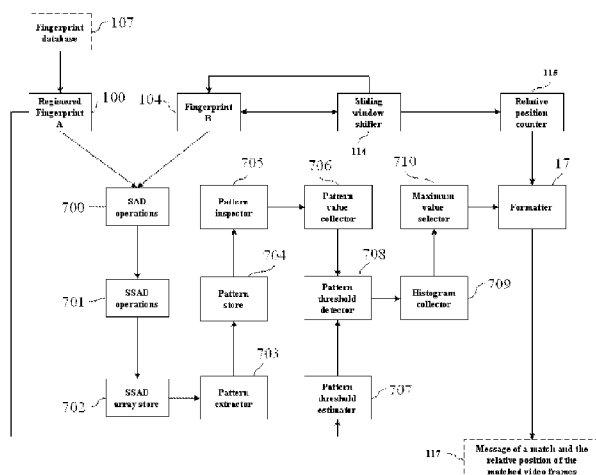 Fingerprint
database
107
Registered
Fingerprint
A
100
104
Fingerprint
B
Sliding
window
shifter
114
115
Relative
position
counter
700
SAD
operations
705
Pattern
inspector
706
Pattern
value
collector
710
Maximum
value
selector
17
Formatter
701
SSAD
operations
704
Pattern
store
708
Pattern
threshold
detector
Histogram
collector
709
702
SSAD
array store
703
Pattern
extractor
Pattern
threshold
estimator
707
117
Message of a match and the
relative position of the
matched video frames